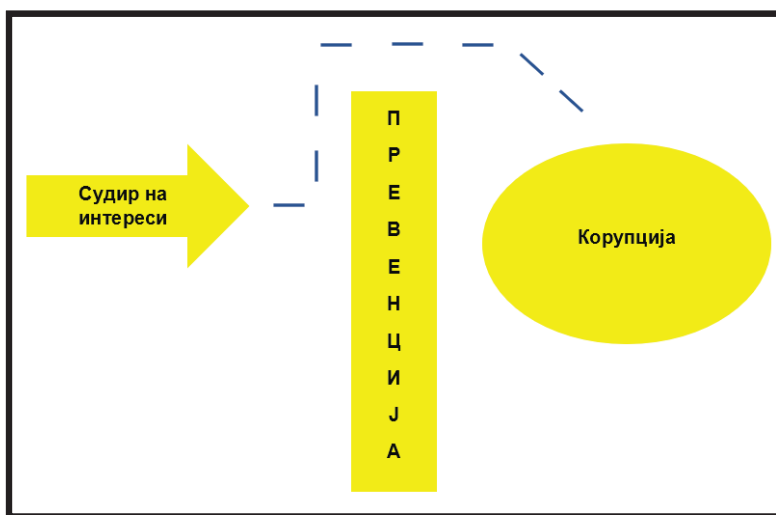 Судир на
интереси
П
Р
Е
В
Е
Н
Ц
И
Ј
А
Корупција